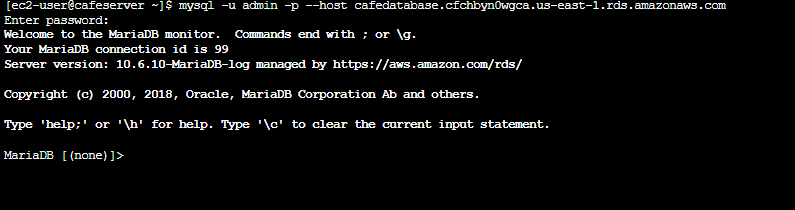 [ec2-user@cafeserver ~]$ mysql -u admin -p --host cafedatabase.cfchbyn0wgca.us-east-1.rds.amazonaws.com
Enter password:
Welcome to the MariaDB monitor.  Commands end with ; or \g.
Your MariaDB connection id is 99
Server version: 10.6.10-MariaDB-log managed by https://aws.amazon.com/rds/
Copyright (c) 2000, 2018, Oracle, MariaDB Corporation Ab and others.
Type 'help;' or '\h' for help. Type '\c' to clear the current input statement.
MariaDB [(none)]>